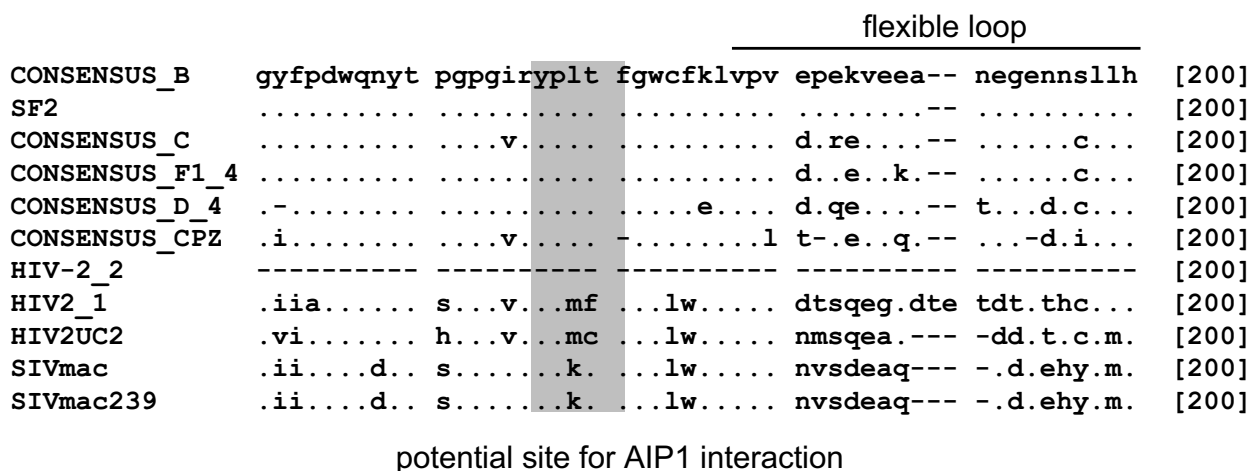 flexible loop
CONSENSUS_B gyfpdwqnyt pgpgiryplt fgwcfklvpv epekveea-- negennsllh [200]
SF2 .......... .......... .......... ........-- .......... [200]
CONSENSUS_C .......... .....v.... .......... d.re....-- ......c... [200]
CONSENSUS_F1_4 .......... .......... .......... d..e..k.-- ......c... [200]
CONSENSUS_D_4 .-........ .......... .....e.... d.qe....-- t...d.c... [200]
CONSENSUS_CPZ .i........ .....v.... -........l t-.e..q.-- ...-d.i... [200]
HIV-2_2 ---------- ---------- ---------- ---------- ---------- [200]
HIV2_1 .iia...... s....v..mf ...lw..... dtsqeg.dte tdt.thc... [200]
HIV2UC2 .vi....... h....v..mc ...lw..... nmsqea.--- -dd.t.c.m. [200]
SIVmac .ii....d.. s.......k. ...lw..... nvsdeaq--- -.d.ehy.m. [200]
SIVmac239 .ii....d.. s.......k. ...lw..... nvsdeaq--- -.d.ehy.m. [200]
potential site for AIP1 interaction